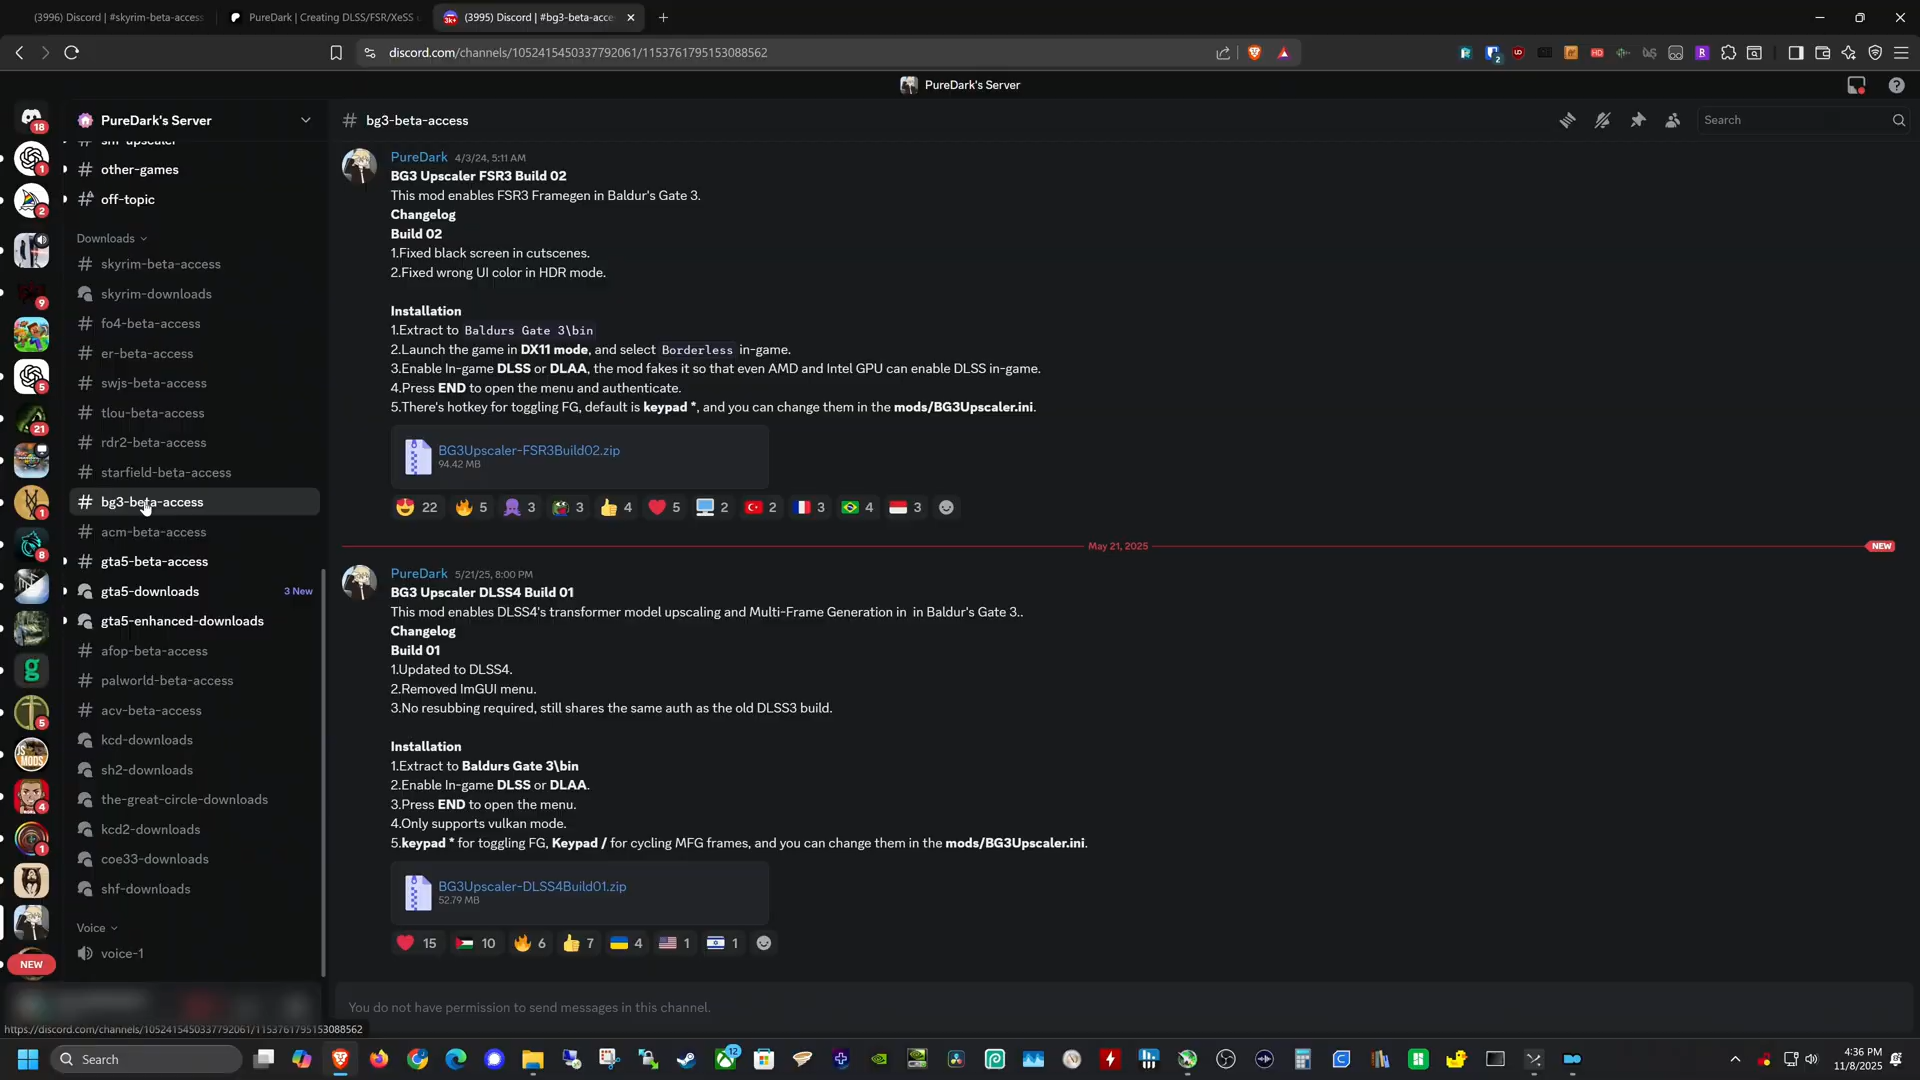 (3996) Discord | #skyrim-beta-access
PureDark | Creating DLSS/FSR/XeSS u
(3995) Discord | #bg3-beta-acce
discord.com/channels/1052415450337792061/1153761795153088562
PureDark's Server
PureDark's Server
bg3-beta-access
Search
other-games
off-topic
Downloads
skyrim-beta-access
skyrim-downloads
fo4-beta-access
er-beta-access
swjs-beta-access
tlou-beta-access
rdr2-beta-access
starfield-beta-access
bg3-beta-access
acm-beta-access
gta5-beta-access
gta5-downloads
3 New
gta5-enhanced-downloads
afop-beta-access
palworld-beta-access
acv-beta-access
kcd-downloads
sh2-downloads
the-great-circle-downloads
kcd2-downloads
coe33-downloads
shf-downloads
Voice
voice-1
18
1
2
9
5
21
1
8
5
4
1
NEW
PureDark 4/3/24, 5:11 AM
BG3 Upscaler FSR3 Build 02
This mod enables FSR3 Framegen in Baldur's Gate 3.
Changelog
Build 02
1.Fixed black screen in cutscenes.
2.Fixed wrong UI color in HDR mode.
Installation
1.Extract to Baldurs Gate 3\bin
2.Launch the game in DX11 mode, and select Borderless in-game.
3.Enable In-game DLSS or DLAA, the mod fakes it so that even AMD and Intel GPU can enable DLSS in-game.
4.Press END to open the menu and authenticate.
5.There's hotkey for toggling FG, default is keypad *, and you can change them in the mods/BG3Upscaler.ini.
BG3Upscaler-FSR3Build02.zip
94.42 MB
22 5 3 3 4 5 2 2 3 4 3
May 21, 2025
NEW
PureDark 5/21/25, 8:00 PM
BG3 Upscaler DLSS4 Build 01
This mod enables DLSS4's transformer model upscaling and Multi-Frame Generation in in Baldur's Gate 3..
Changelog
Build 01
1.Updated to DLSS4.
2.Removed ImGUI menu.
3.No resubbing required, still shares the same auth as the old DLSS3 build.
Installation
1.Extract to Baldurs Gate 3\bin
2.Enable In-game DLSS or DLAA.
3.Press END to open the menu.
4.Only supports vulkan mode.
5.keypad * for toggling FG, Keypad / for cycling MFG frames, and you can change them in the mods/BG3Upscaler.ini.
BG3Upscaler-DLSS4Build01.zip
52.79 MB
15 10 6 7 4 1 1
You do not have permission to send messages in this channel.
https://discord.com/channels/1052415450337792061/1153761795153088562
Search
12
4:36 PM
11/8/2025